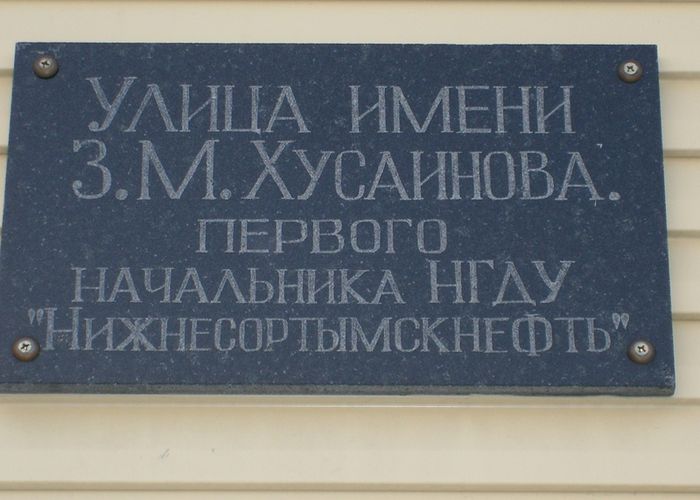 Улица имени
З.М. Хусаинова.
первого
начальника НГДУ
"Нижнесортымскнефть"